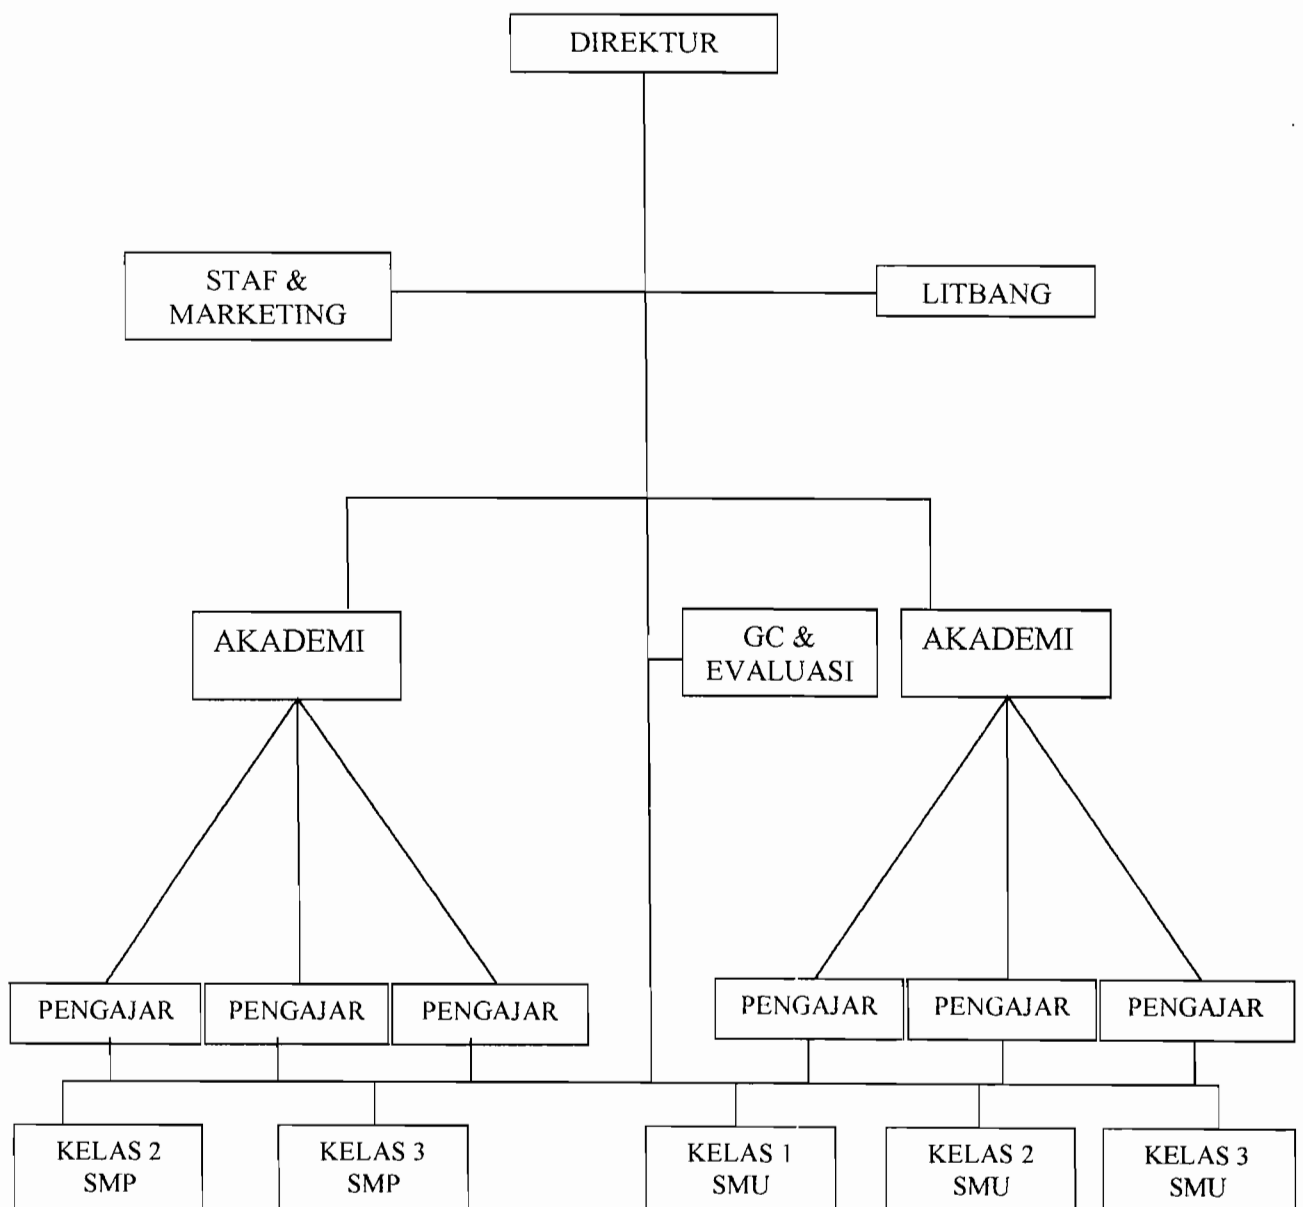 DIREKTUR
STAF &
MARKETING
LITBANG
AKADEMI
GC &
EVALUASI
AKADEMI
PENGAJAR
PENGAJAR
PENGAJAR
PENGAJAR
PENGAJAR
PENGAJAR
KELAS 2
SMP
KELAS 3
SMP
KELAS 1
SMU
KELAS 2
SMU
KELAS 3
SMU